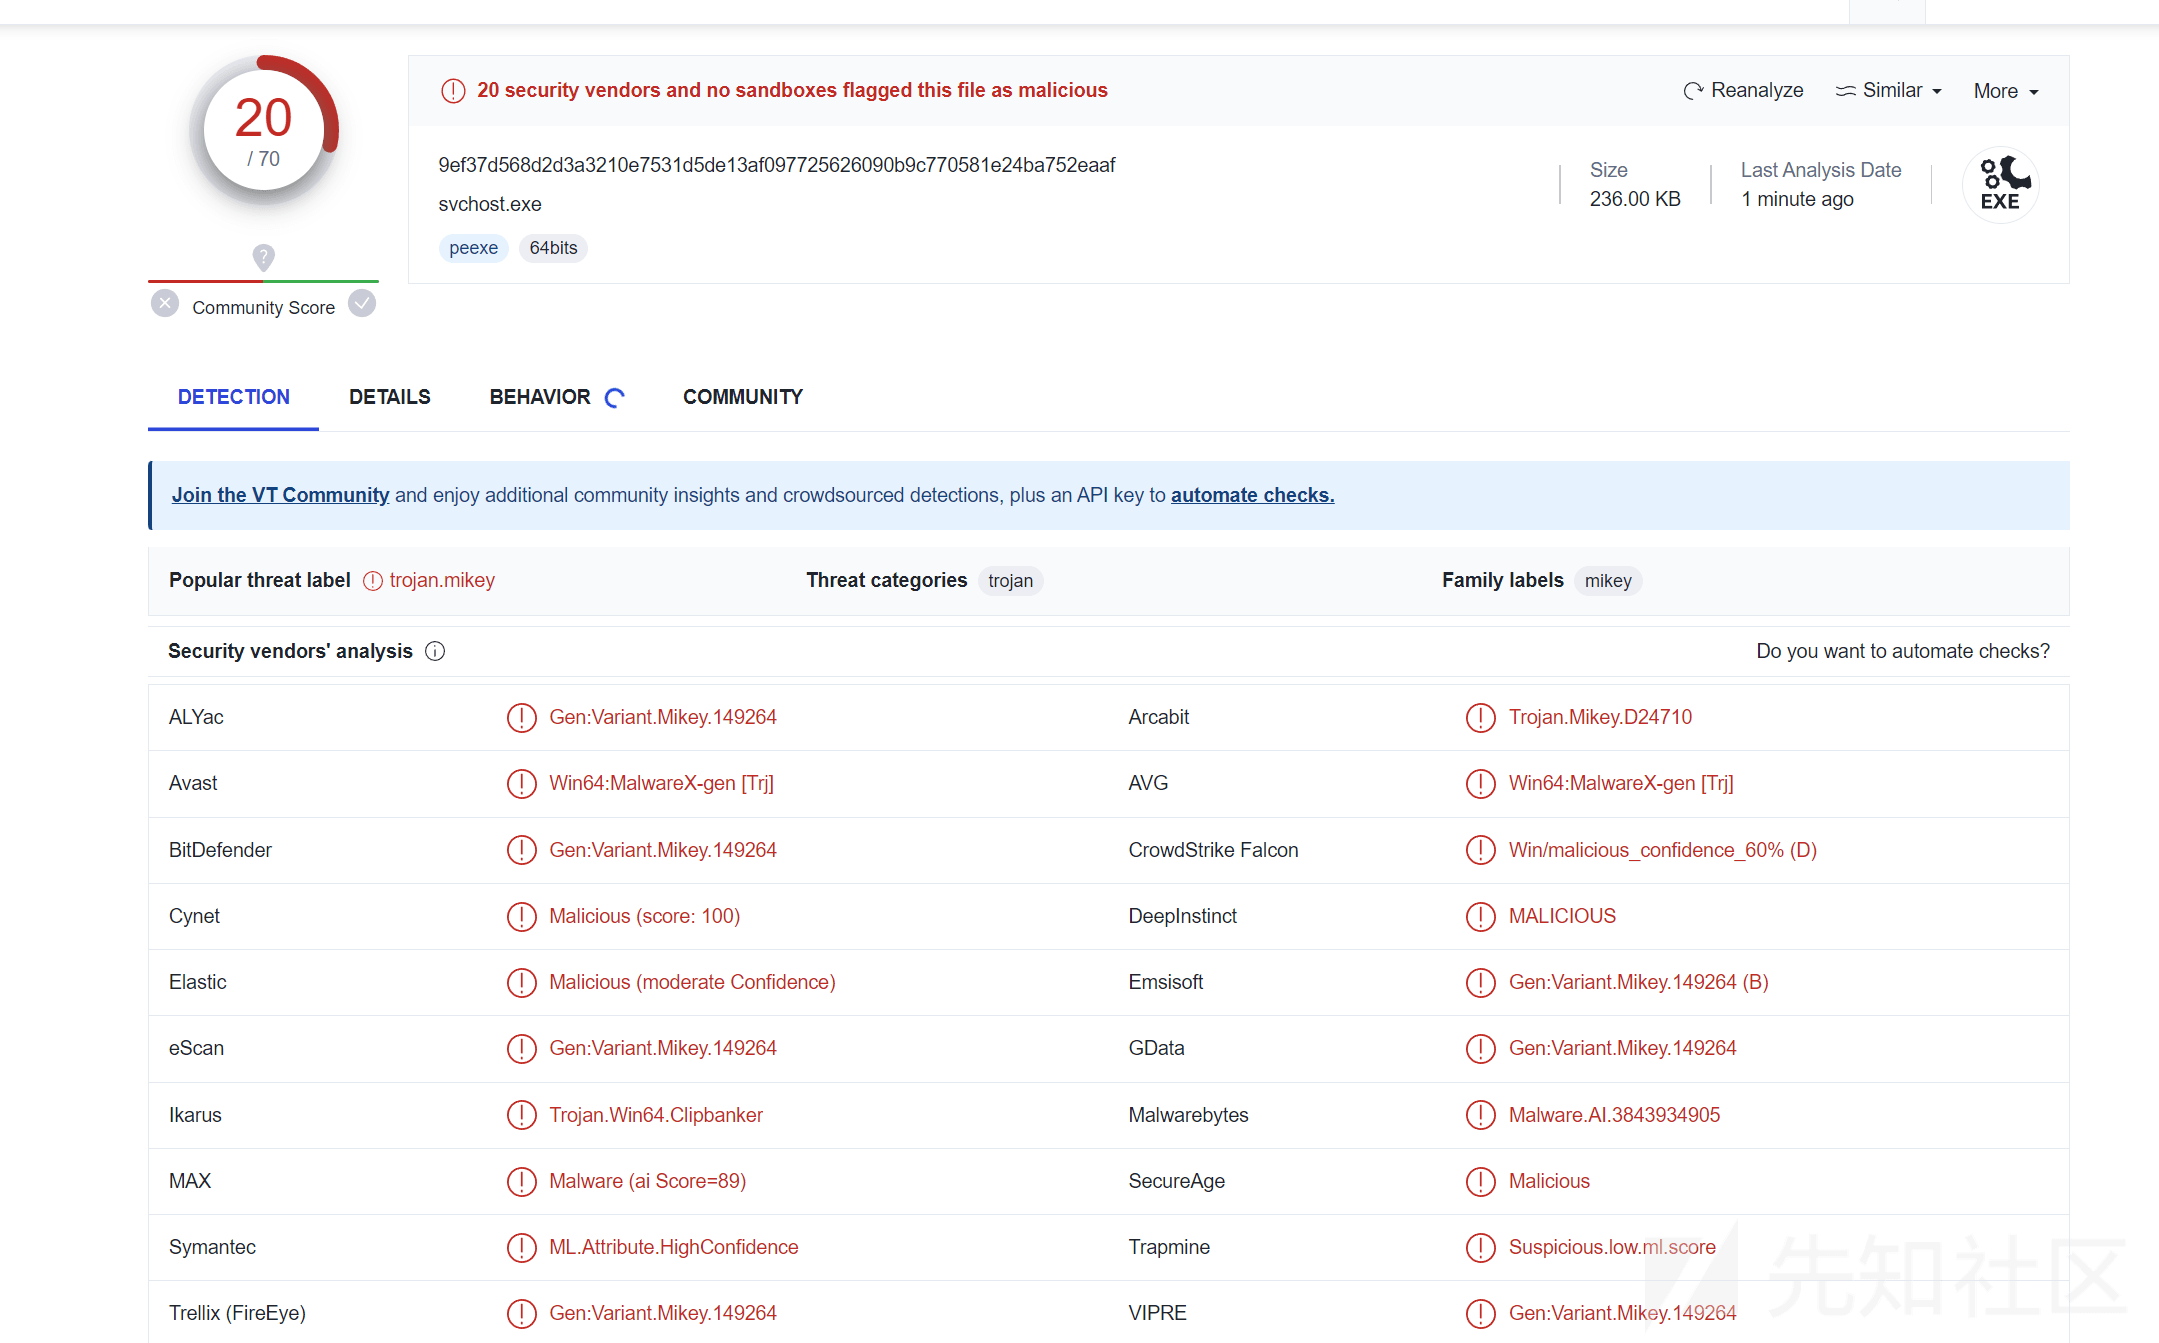 20
/ 70
Community Score
20 security vendors and no sandboxes flagged this file as malicious
Reanalyze Similar More
9ef37d568d2d3a3210e7531d5de13af097725626090b9c770581e24ba752eaaf
svchost.exe
peexe 64bits
Size
236.00 KB
Last Analysis Date
1 minute ago
EXE
DETECTION DETAILS BEHAVIOR COMMUNITY
Join the VT Community and enjoy additional community insights and crowdsourced detections, plus an API key to automate checks.
Popular threat label trojan.mikey Threat categories trojan Family labels mikey
Security vendors' analysis Do you want to automate checks?
ALYac Gen:Variant.Mikey.149264 Arcabit Trojan.Mikey.D24710
Avast Win64:MalwareX-gen [Trj] AVG Win64:MalwareX-gen [Trj]
BitDefender Gen:Variant.Mikey.149264 CrowdStrike Falcon Win/malicious_confidence_60% (D)
Cynet Malicious (score: 100) DeepInstinct MALICIOUS
Elastic Malicious (moderate Confidence) Emsisoft Gen:Variant.Mikey.149264 (B)
eScan Gen:Variant.Mikey.149264 GData Gen:Variant.Mikey.149264
Ikarus Trojan.Win64.Clipbanker Malwarebytes Malware.AI.3843934905
MAX Malware (ai Score=89) SecureAge Malicious
Symantec ML.Attribute.HighConfidence Trapmine Suspicious.low.ml.score
Trellix (FireEye) Gen:Variant.Mikey.149264 VIPRE Gen:Variant.Mikey.149264
先知社区